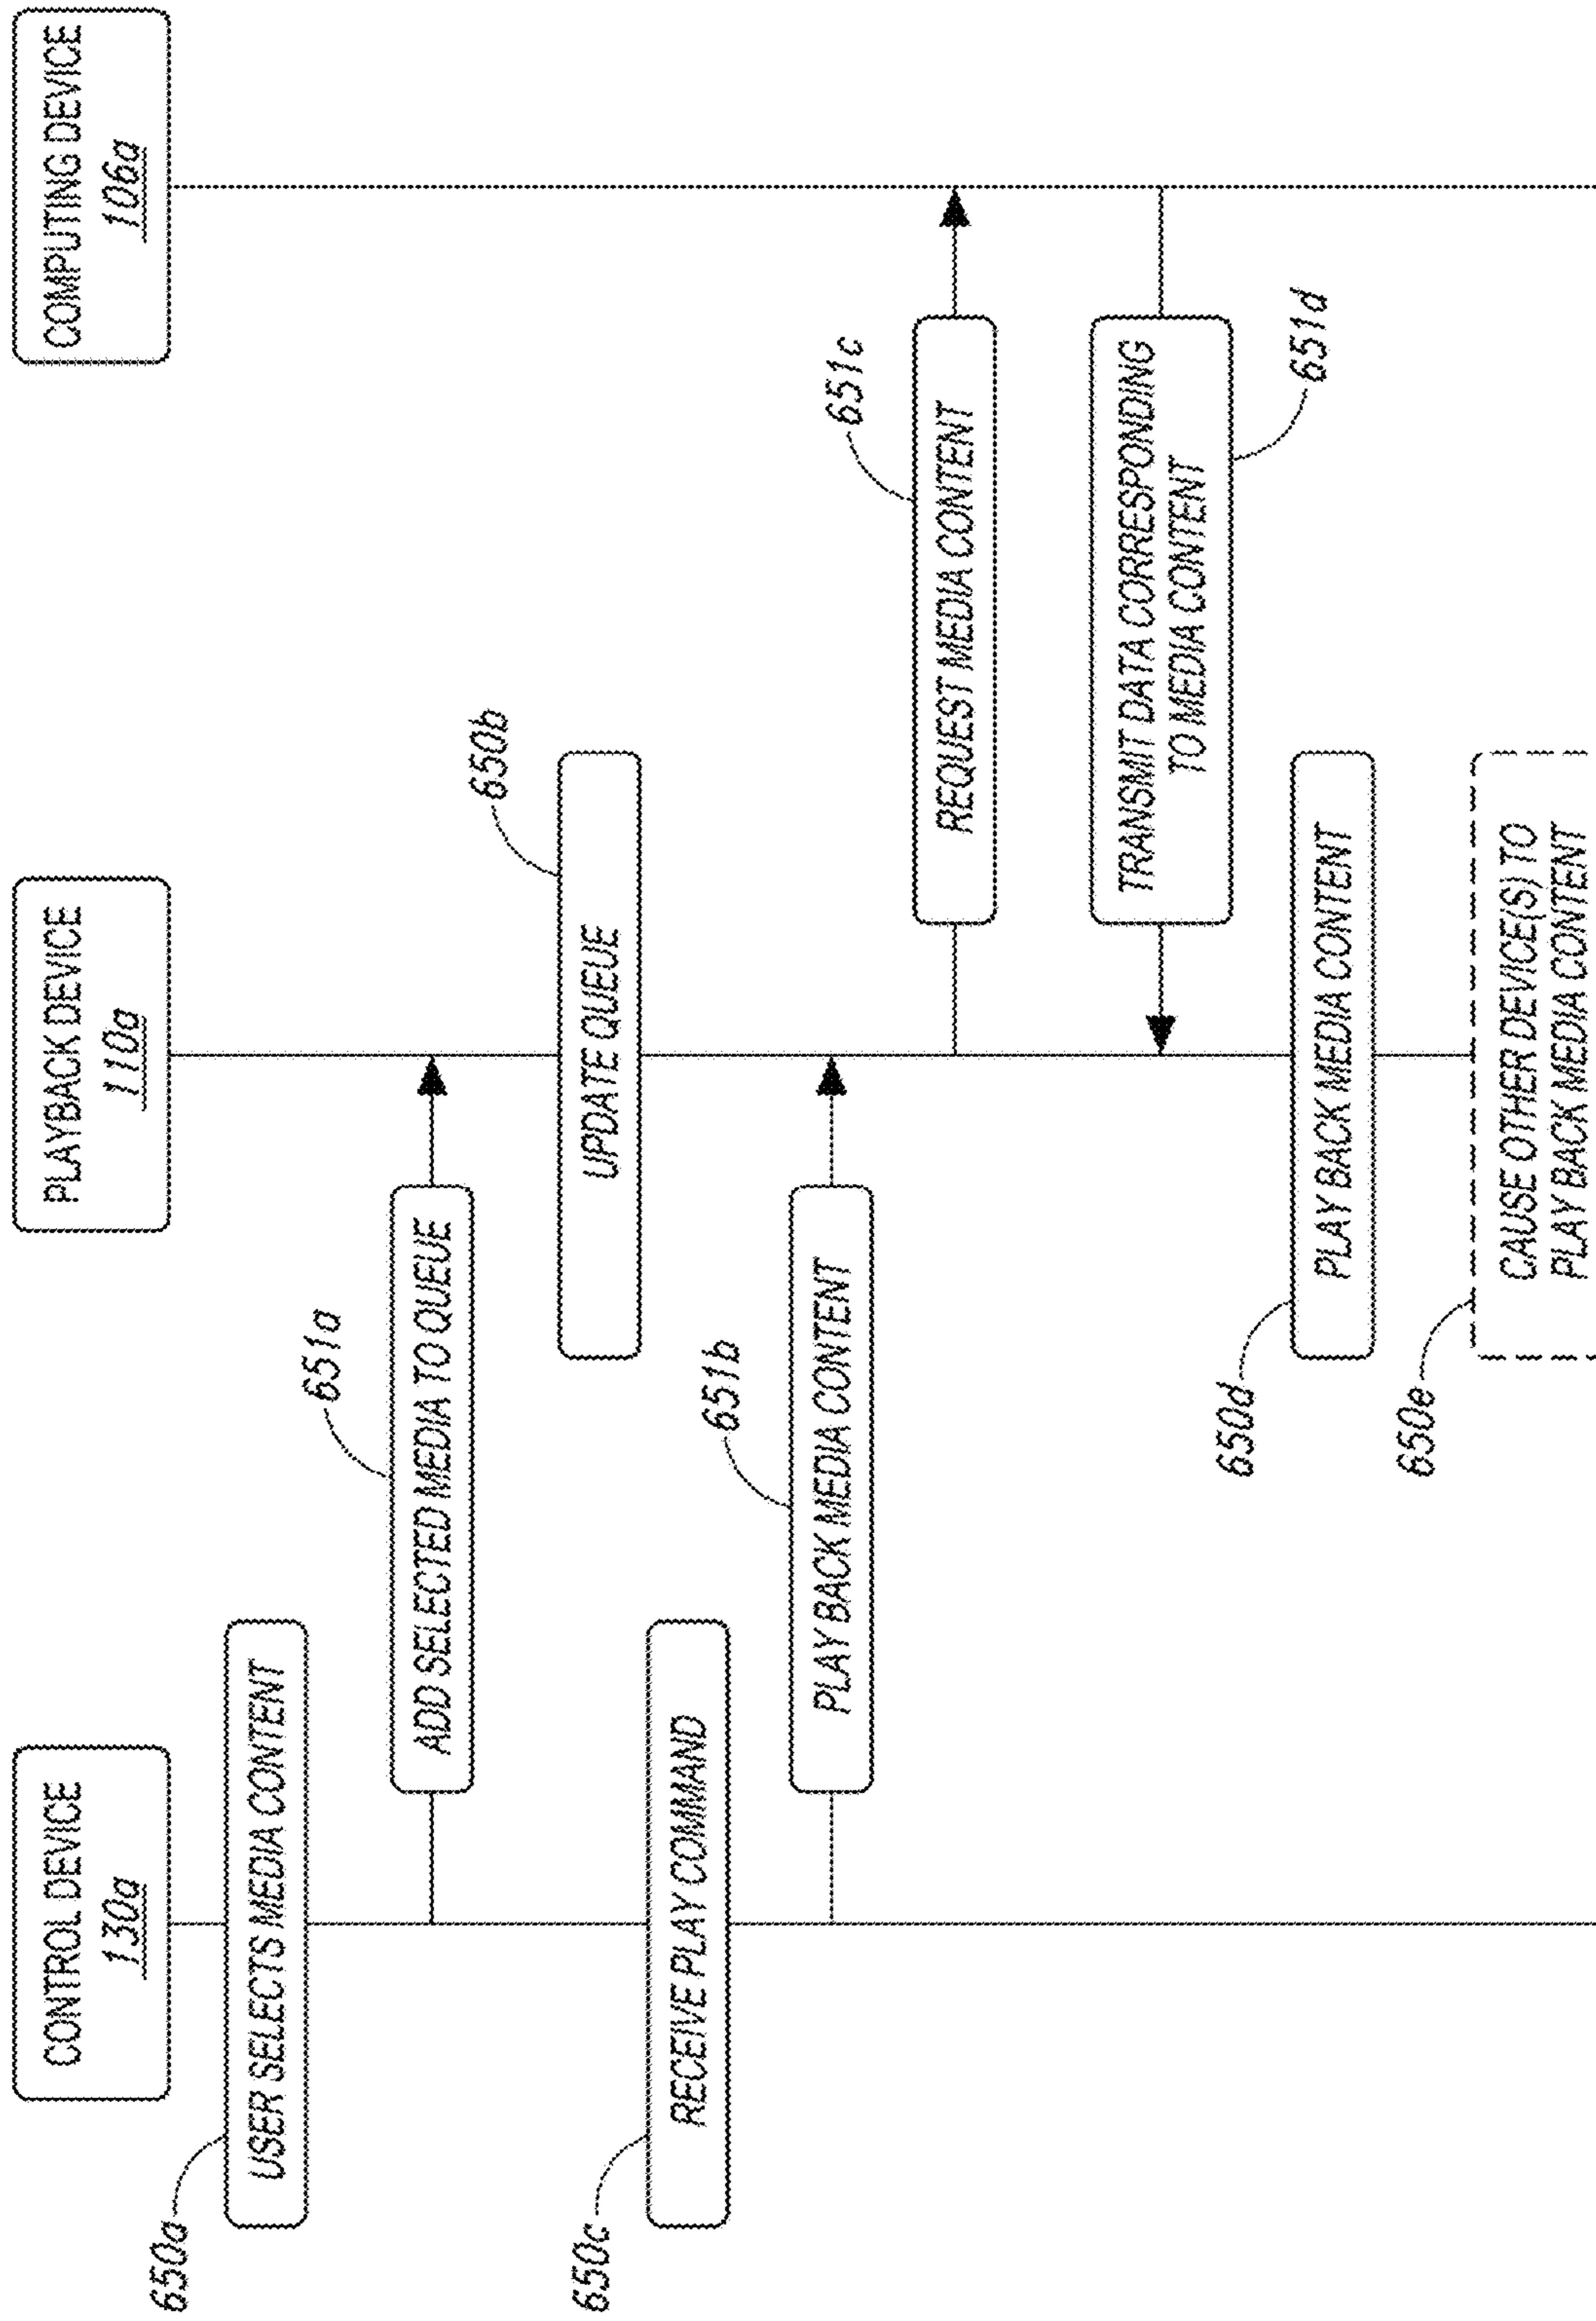 CONTROL DEVICE
130a
PLAYBACK DEVICE
110a
COMPUTING DEVICE
106a
650a
USER SELECTS MEDIA CONTENT
651a
ADD SELECTED MEDIA TO QUEUE
650b
UPDATE QUEUE
650c
RECEIVE PLAY COMMAND
651b
PLAY BACK MEDIA CONTENT
651c
REQUEST MEDIA CONTENT
TRANSMIT DATA CORRESPONDING
TO MEDIA CONTENT
651d
650d
PLAY BACK MEDIA CONTENT
650e
CAUSE OTHER DEVICE(S) TO
PLAY BACK MEDIA CONTENT